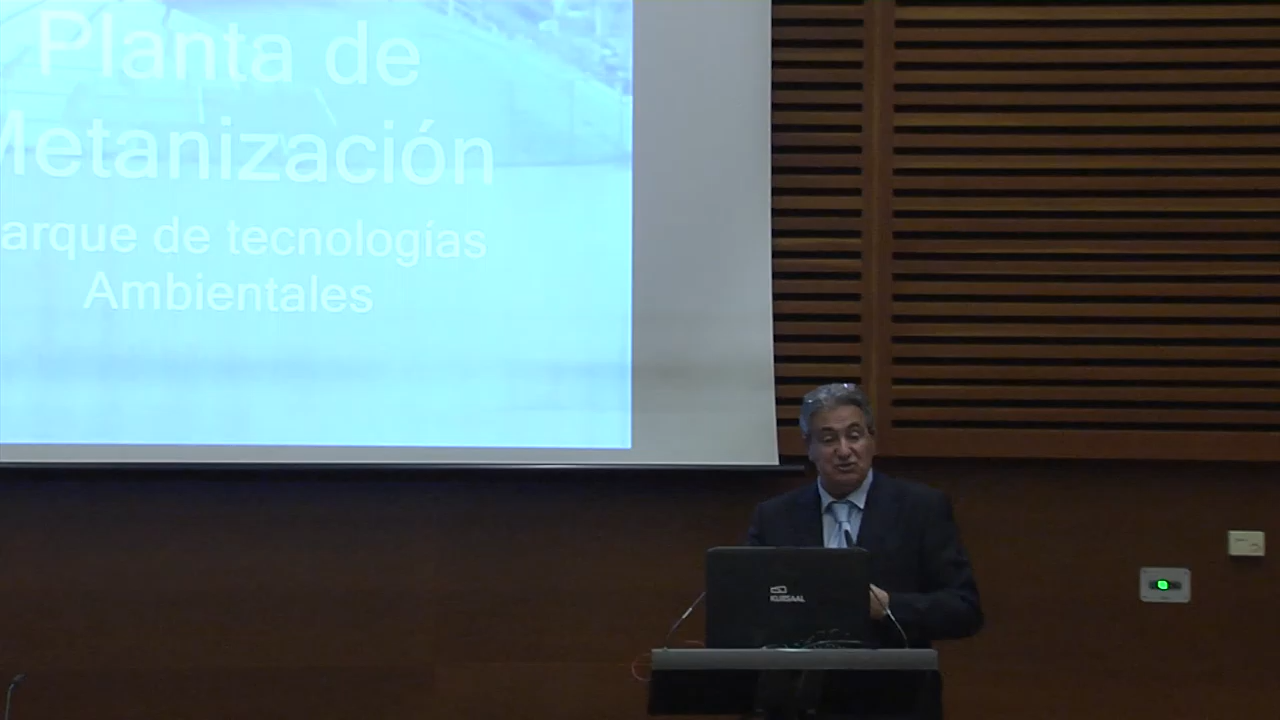 Planta de
Metanización
arque de tecnologías
Ambientales
KURSAAL